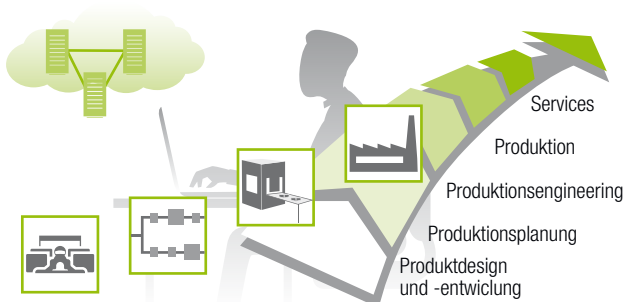 Services
Produktion
Produktionsengineering
Produktionsplanung
Produktdesign
und -entwiclung